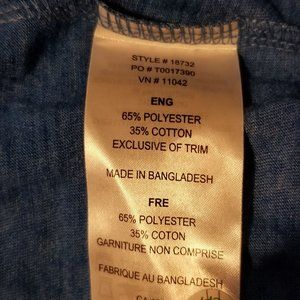 STYLE # 18732
PO # T0017390
VN # 11042
ENG
65% POLYESTER
35% COTTON
EXCLUSIVE OF TRIM
MADE IN BANGLADESH
FRE
65% POLYESTER
35% COTON
GARNITURE NON COMPRISE
FABRIQUE AU BANGLADESH